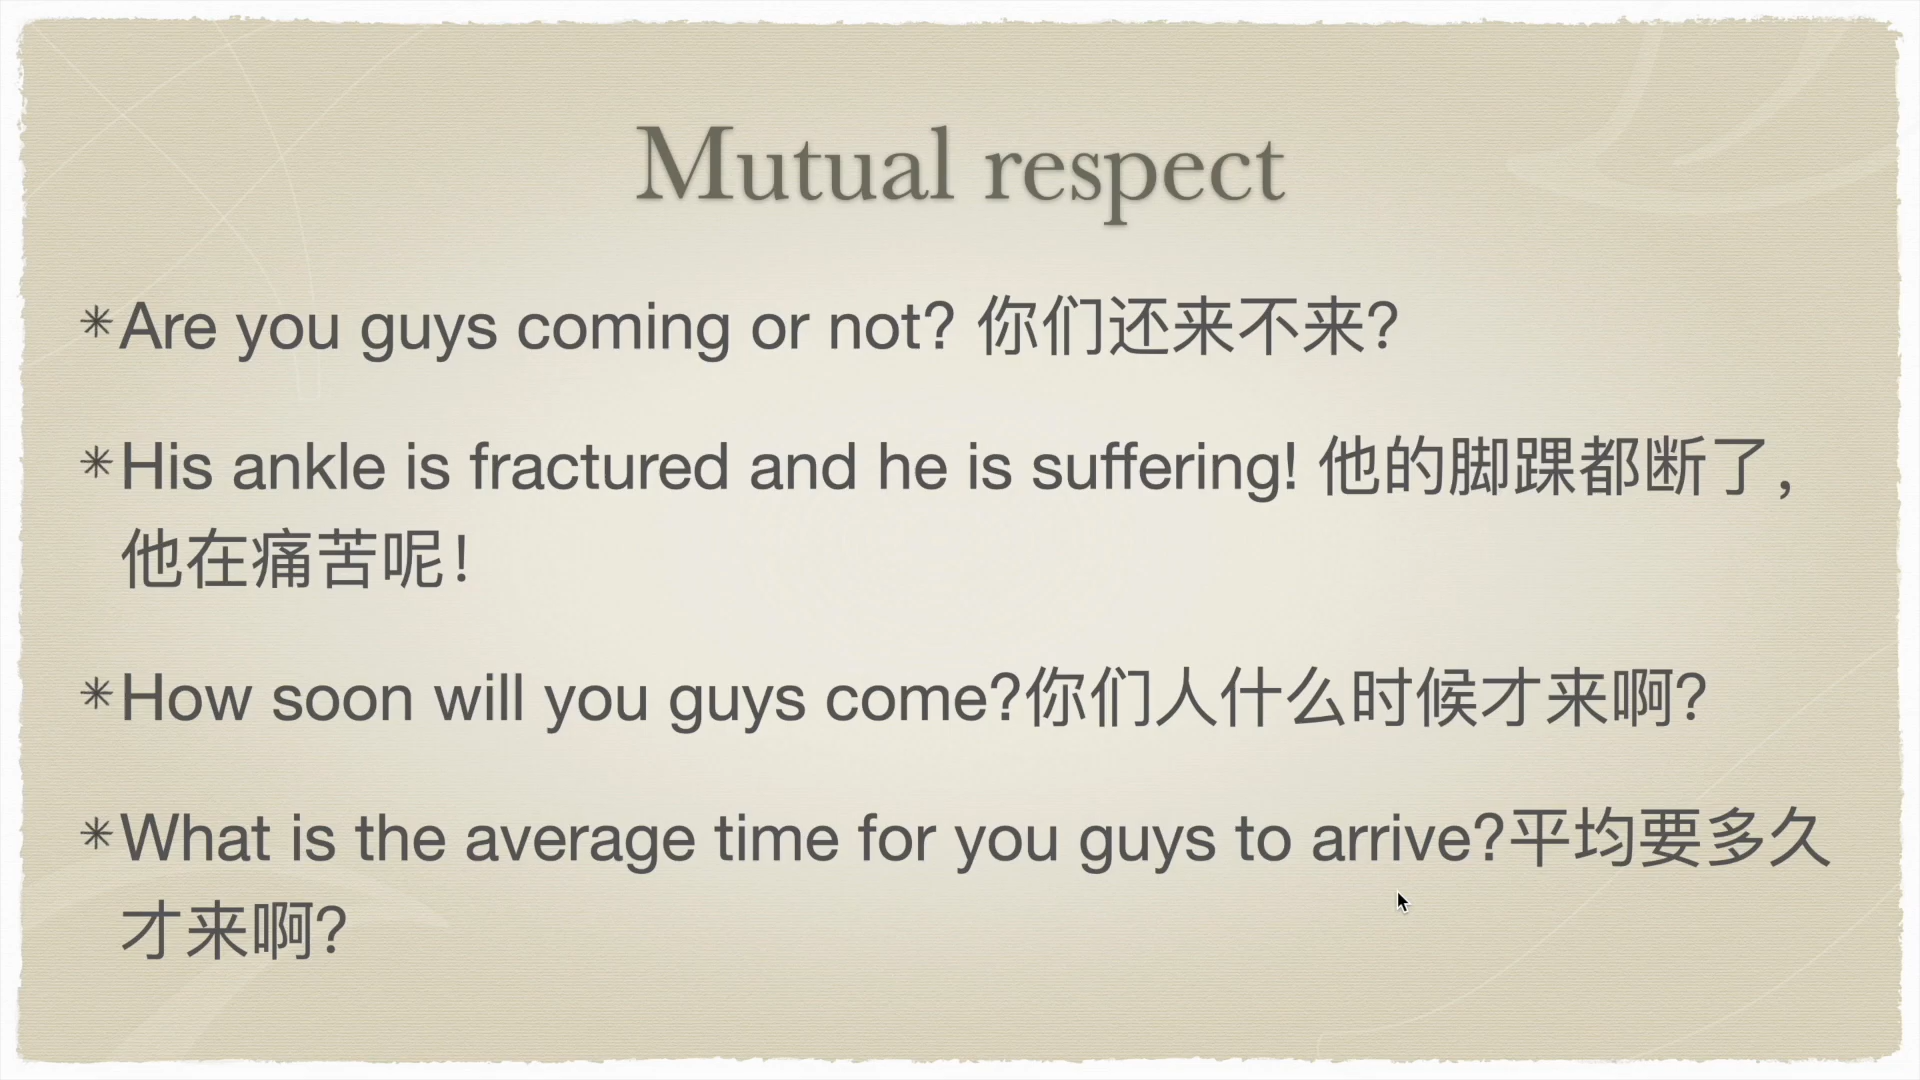 Mutual respect
Are you guys coming or not? 你们还来不来?
His ankle is fractured and he is suffering! 他的脚踝都断了，
他在痛苦呢！
How soon will you guys come?你们人什么时候才来啊?
What is the average time for you guys to arrive?平均要多久
才来啊?